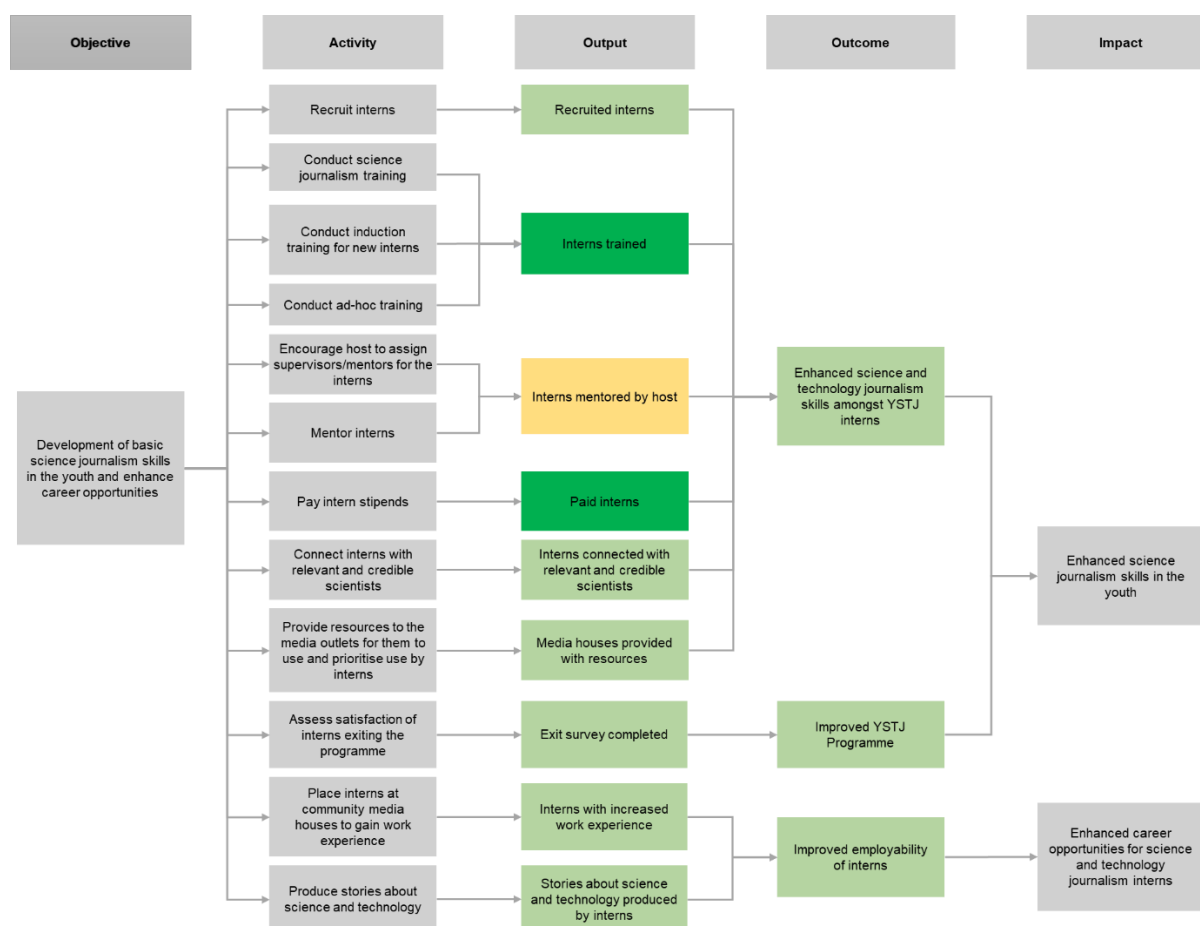 Objective
Activity
Output
Outcome
Impact
Recruit interns
Recruited interns
Conduct science
journalism training
Conduct induction
training for new interns
Interns trained
Conduct ad-hoc training
Encourage host to assign
supervisors/mentors for the
interns
Interns mentored by host
Enhanced science and
technology journalism
skills amongst YSTJ
interns
Mentor interns
Development of basic
science journalism skills
in the youth and enhance
career opportunities
Pay intern stipends
Paid interns
Connect interns with
relevant and credible
scientists
Interns connected with
relevant and credible
scientists
Enhanced science
journalism skills in the
youth
Provide resources to the
media outlets for them to
use and prioritise use by
interns
Media houses provided
with resources
Assess satisfaction of
interns exiting the
programme
Exit survey completed
Improved YSTJ
Programme
Place interns at
community media
houses to gain work
experience
Interns with increased
work experience
Improved employability
of interns
Enhanced career
opportunities for science
and technology
journalism interns
Produce stories about
science and technology
Stories about science
and technology produced
by interns